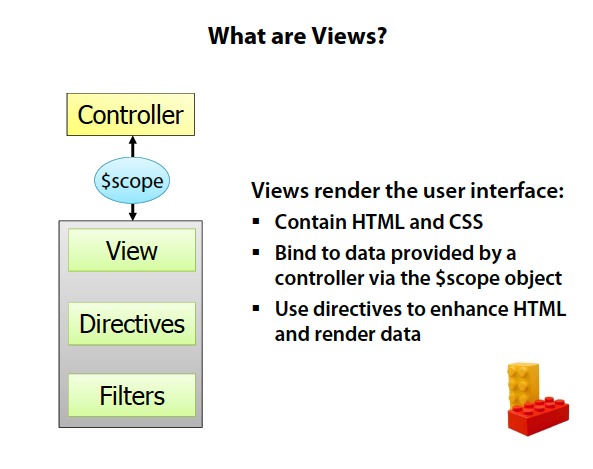 What are Views?
Controller
$scope
View
Directives
Filters
Views render the user interface:
▪ Contain HTML and CSS
▪ Bind to data provided by a
controller via the $scope object
▪ Use directives to enhance HTML
and render data